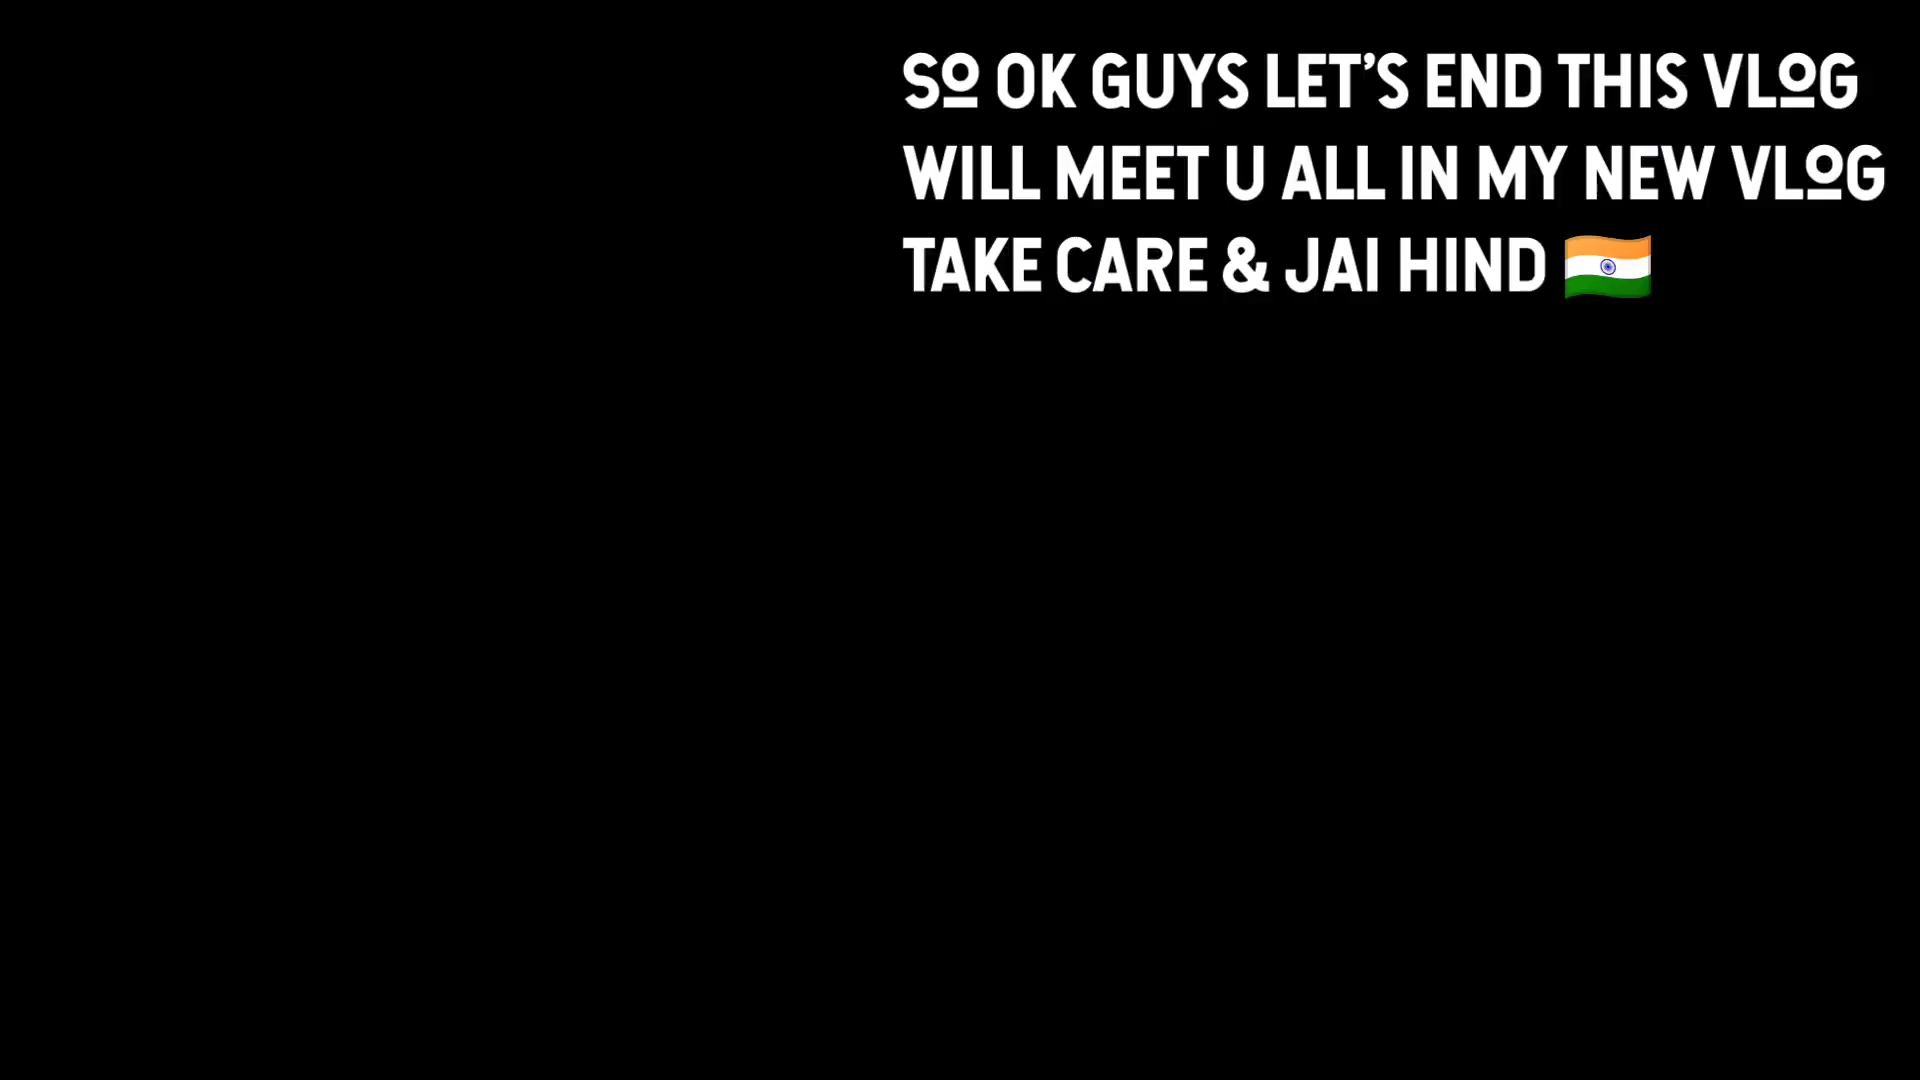 SO OK GUYS LET'S END THIS VLOG
WILL MEET U ALL IN MY NEW VLOG
TAKE CARE & JAI HIND 🇮🇳